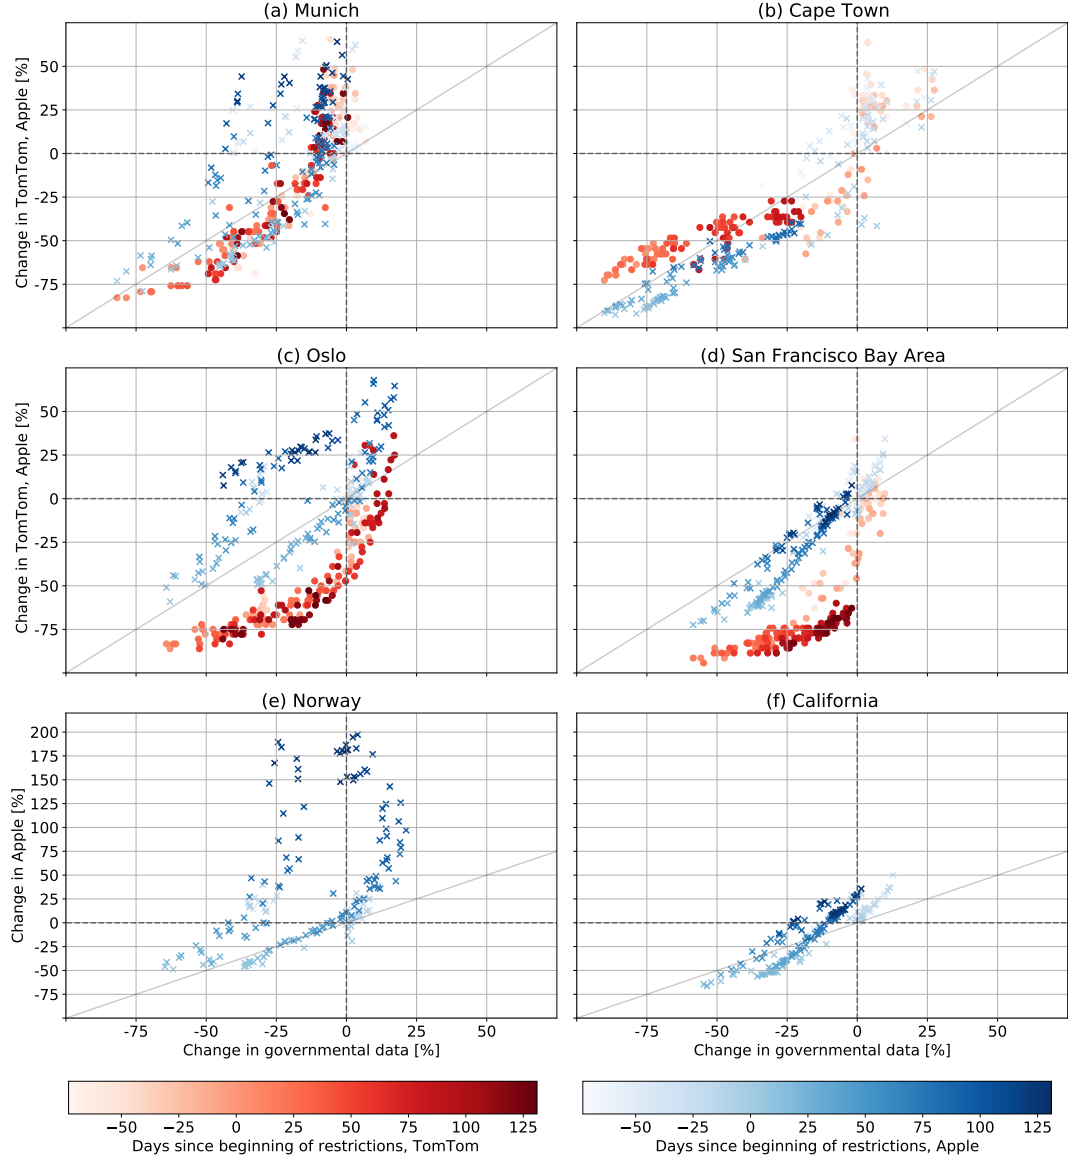 (a) Munich
(b) Cape Town
Change in TomTom, Apple [%]
50
25
0
-25
-50
-75
(c) Oslo
(d) San Francisco Bay Area
Change in TomTom, Apple [%]
50
25
0
-25
-50
-75
(e) Norway
(f) California
Change in Apple [%]
200
175
150
125
100
75
50
25
0
-25
-50
-75
-75 -50 -25 0 25 50
-75 -50 -25 0 25 50
Change in governmental data [%]
Change in governmental data [%]
−50 −25 0 25 50 75 100 125
−50 −25 0 25 50 75 100 125
Days since beginning of restrictions, TomTom
Days since beginning of restrictions, Apple